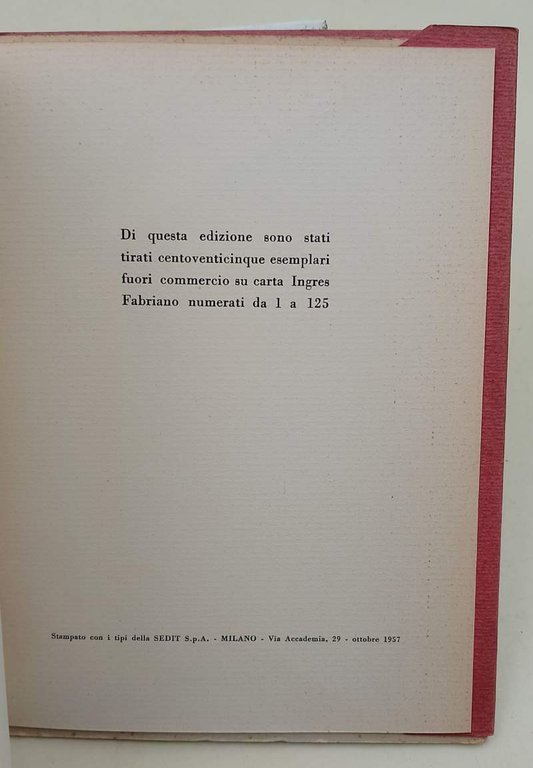 Di questa edizione sono stati
tirati centoventicinque esemplari
fuori commercio su carta Ingres
Fabriano numerati da 1 a 125
Stampato con i tipi della SEDIT S.p.A. - MILANO - Via Accademia, 29 - ottobre 1957